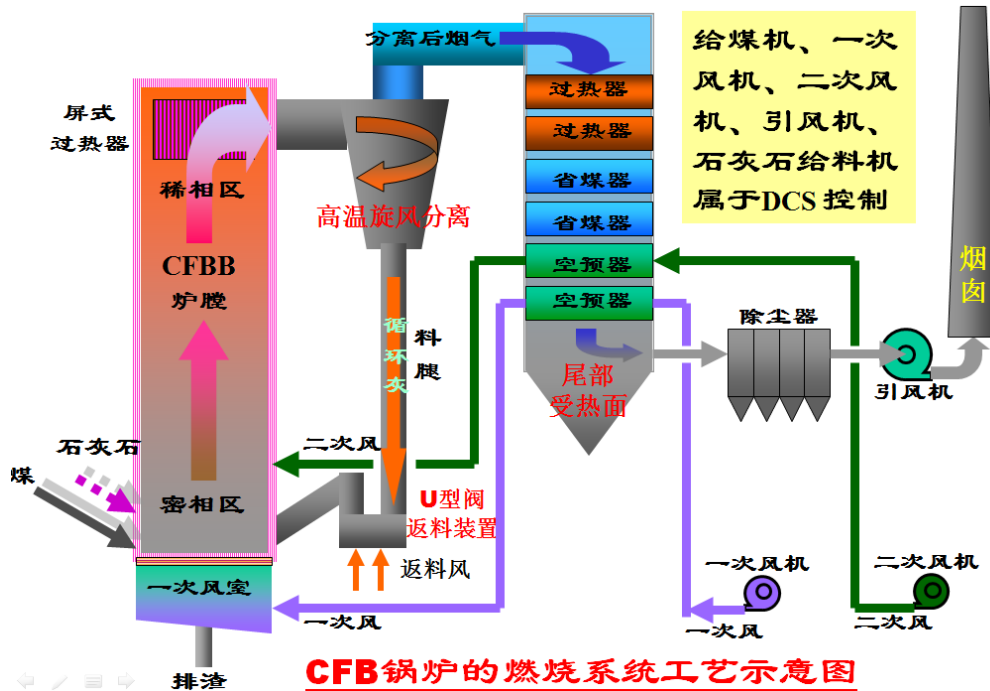 分离后烟气
给煤机、一次
风机、二次风
机、引风机、
石灰石给料机
属于DCS控制
屏式
过热器
过热器
过热器
稀相区
省煤器
高温旋风分离
省煤器
CFBB
炉膛
空预器
空预器
烟囱
循环灰
料腿
除尘器
引风机
尾部
受热面
石灰石
二次风
煤
密相区
U型阀
返料装置
返料风
一次风机
二次风机
一次风室
一次风
一次风
二次风
排渣
CFB锅炉的燃烧系统工艺示意图